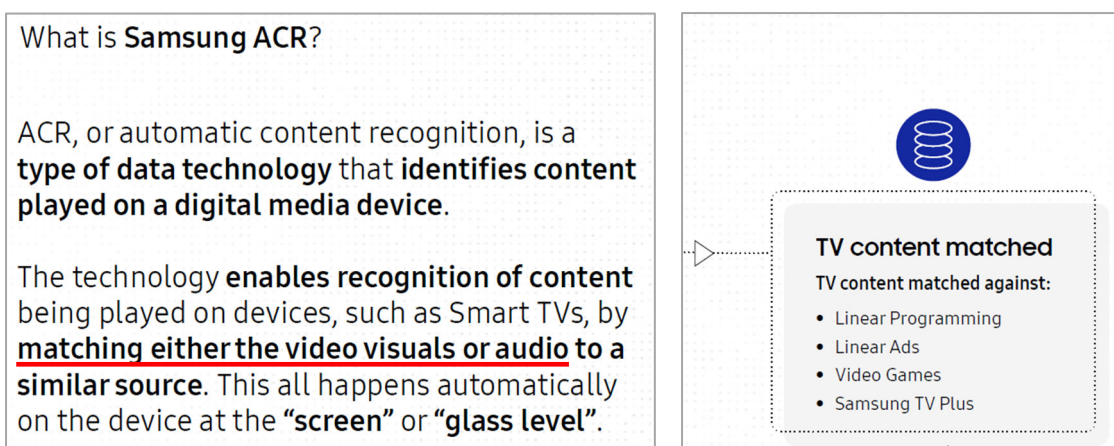 What is Samsung ACR?
ACR, or automatic content recognition, is a
type of data technology that identifies content
played on a digital media device.
The technology enables recognition of content
being played on devices, such as Smart TVs, by
matching either the video visuals or audio to a
similar source. This all happens automatically
on the device at the “screen” or “glass level”.
TV content matched
TV content matched against:
• Linear Programming
• Linear Ads
• Video Games
• Samsung TV Plus